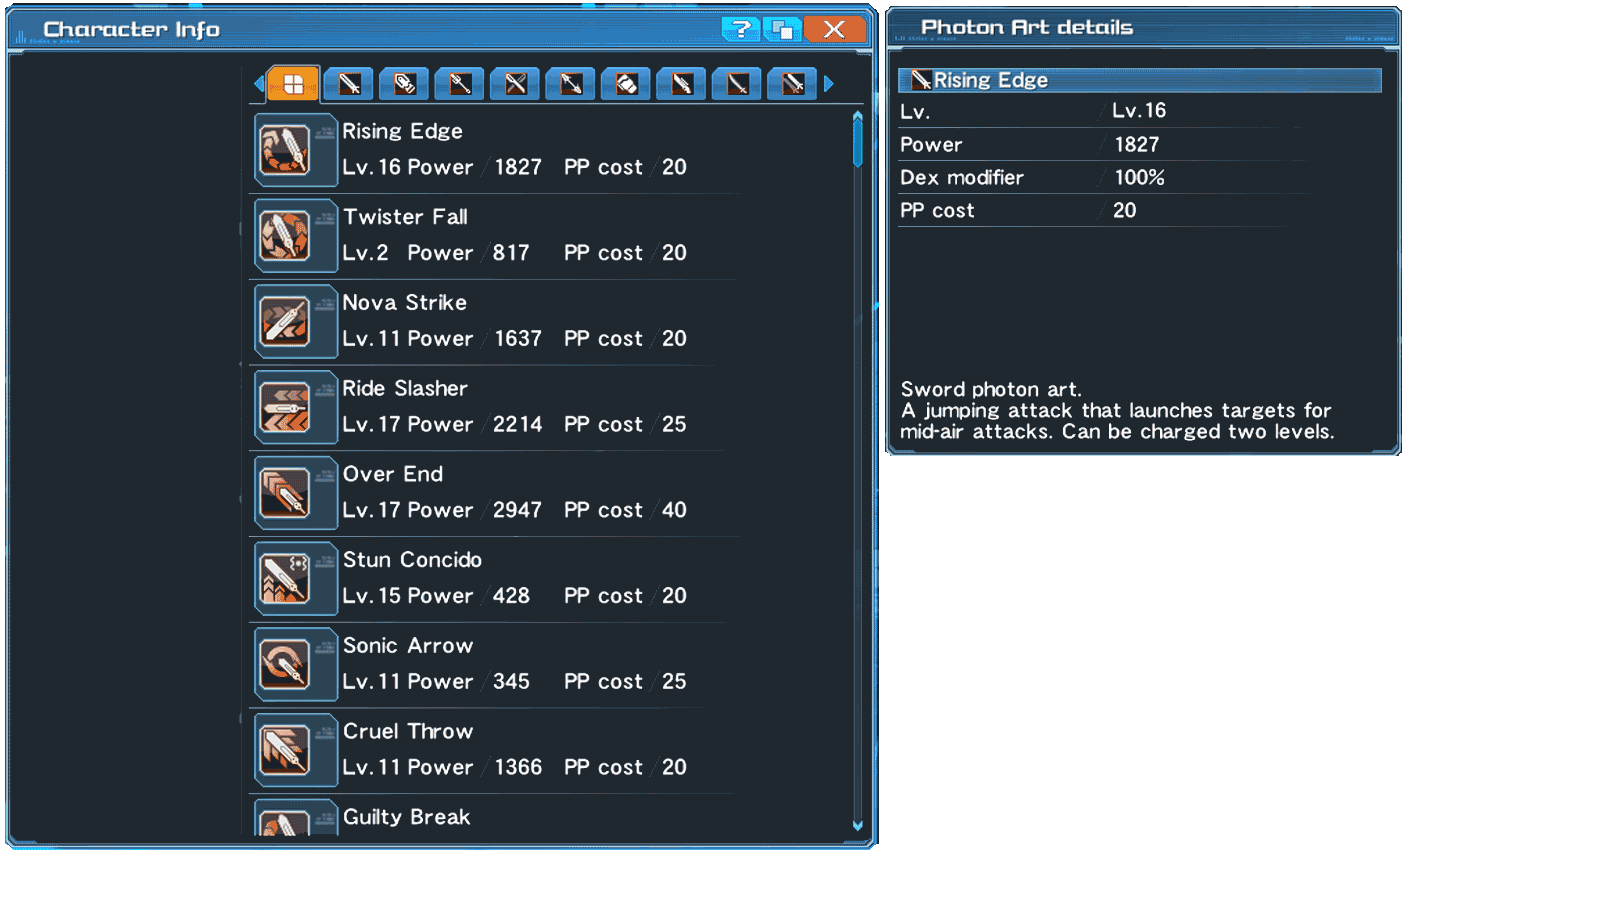 Character Info
?
Rising Edge
Lv.16 Power / 1827 PP cost / 20
Twister Fall
Lv.2 Power / 817 PP cost / 20
Nova Strike
Lv.11 Power / 1637 PP cost / 20
Ride Slasher
Lv.17 Power / 2214 PP cost / 25
Over End
Lv.17 Power / 2947 PP cost / 40
Stun Concido
Lv.15 Power / 428 PP cost / 20
Sonic Arrow
Lv.11 Power / 345 PP cost / 25
Cruel Throw
Lv.11 Power / 1366 PP cost / 20
Guilty Break
Photon Art details
Rising Edge
Lv. / Lv.16
Power / 1827
Dex modifier / 100%
PP cost / 20
Sword photon art.
A jumping attack that launches targets for
mid-air attacks. Can be charged two levels.